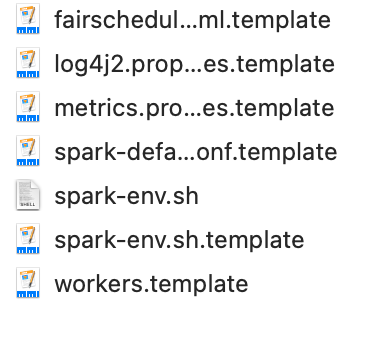 fairschedul...ml.template
log4j2.prop...es.template
metrics.pro...es.template
spark-defa...onf.template
spark-env.sh
spark-env.sh.template
workers.template